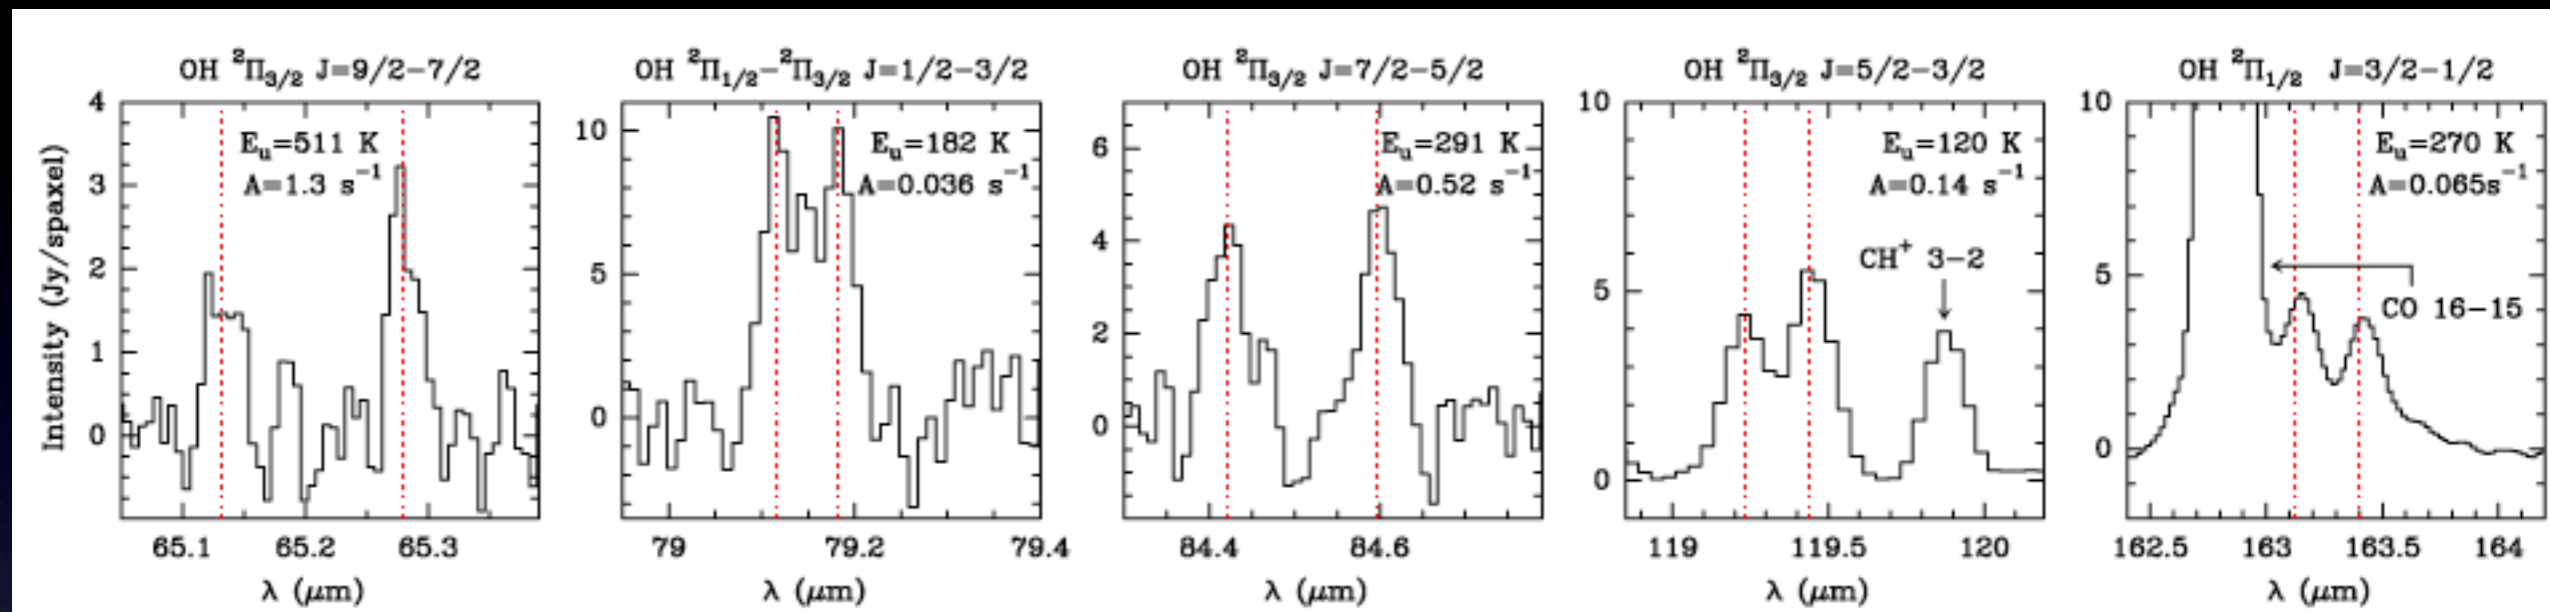 OH ²Π₃/₂ J=9/2−7/2
OH ²Π₁/₂−²Π₃/₂ J=1/2−3/2
OH ²Π₃/₂ J=7/2−5/2
OH ²Π₃/₂ J=5/2−3/2
OH ²Π₁/₂ J=3/2−1/2
Intensity (Jy/spaxel)
4
3
2
1
0
Eᵤ=511 K
A=1.3 s⁻¹
65.1 65.2 65.3
λ (μm)
10
5
0
Eᵤ=182 K
A=0.036 s⁻¹
79 79.2 79.4
λ (μm)
6
4
2
0
Eᵤ=291 K
A=0.52 s⁻¹
84.4 84.6
λ (μm)
10
5
0
Eᵤ=120 K
A=0.14 s⁻¹
CH⁺ 3−2
119 119.5 120
λ (μm)
10
5
0
Eᵤ=270 K
A=0.065s⁻¹
CO 16−15
162.5 163 163.5 164
λ (μm)